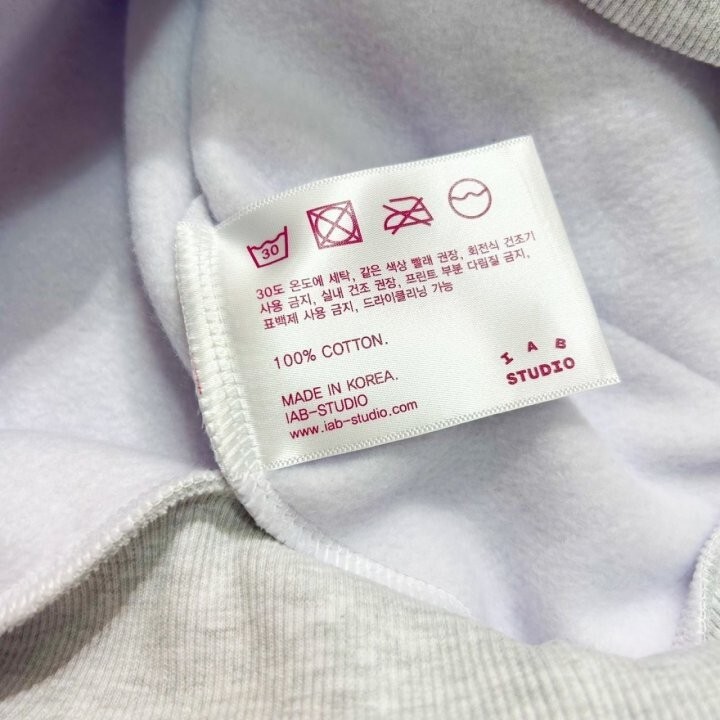 30
30도 온도에 세탁, 같은 색상 빨래 권장, 회전식 건조기
사용 금지, 실내 건조 권장, 프린트 부분 다림질 금지,
표백제 사용 금지, 드라이클리닝 가능
100% COTTON.
MADE IN KOREA.
IAB-STUDIO
www.iab-studio.com
I A B
STUDIO